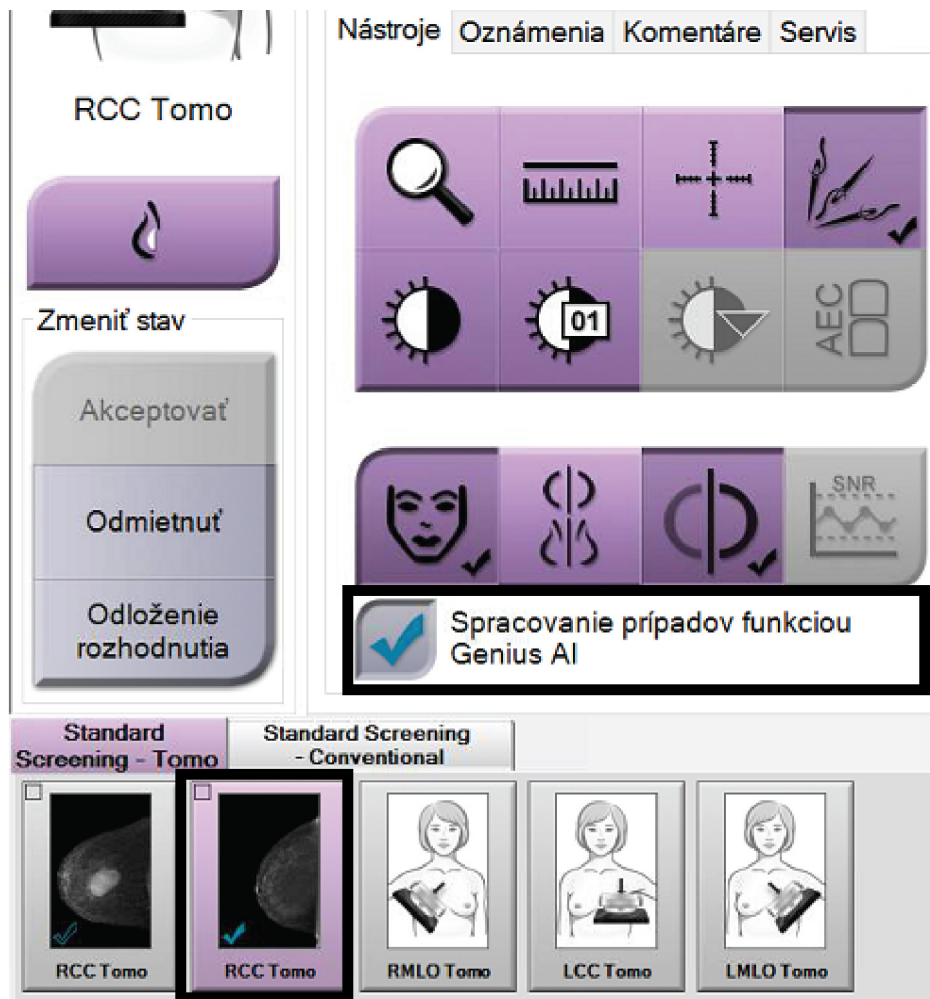 RCC Tomo
Zmeniť stav
Akceptovať
Odmietnuť
Odloženie
rozhodnutia
Nástroje Oznámenia Komentáre Servis
01
AEC
SNR
Spracovanie prípadov funkciou
Genius AI
Standard
Screening - Tomo
Standard Screening
- Conventional
RCC Tomo
RCC Tomo
RMLO Tomo
LCC Tomo
LMLO Tomo